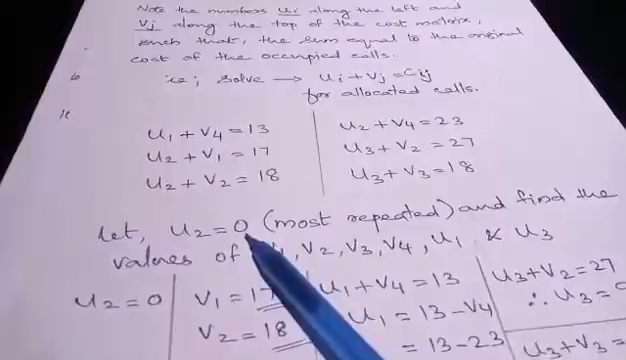 Note the numbers ui along the left and
vj along the top of the cost matrix,
such that, the sum equal to the original
cost of the occupied calls.
ie; solve → ui + vj = cij
for allocated calls.
u1 + v4 = 13
u2 + v1 = 17
u2 + v2 = 18
u2 + v4 = 23
u3 + v2 = 27
u3 + v3 = 18
let, u2 = 0 (most repeated) and find the
values of , v2, v3, v4, u1 & u3
u2 = 0
v1 = 17
v2 = 18
u1 + v4 = 13
u1 = 13 - v4
= 13 - 23
u3 + v2 = 27
∴ u3 =
u3 + v3 =